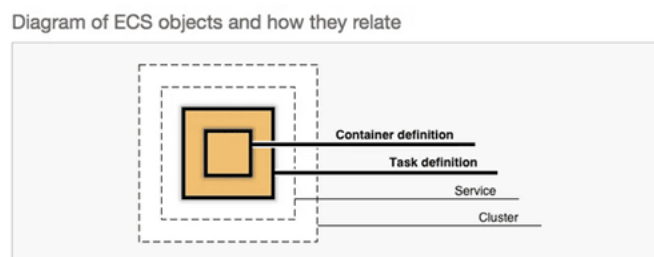 Diagram of ECS objects and how they relate
Container definition
Task definition
Service
Cluster